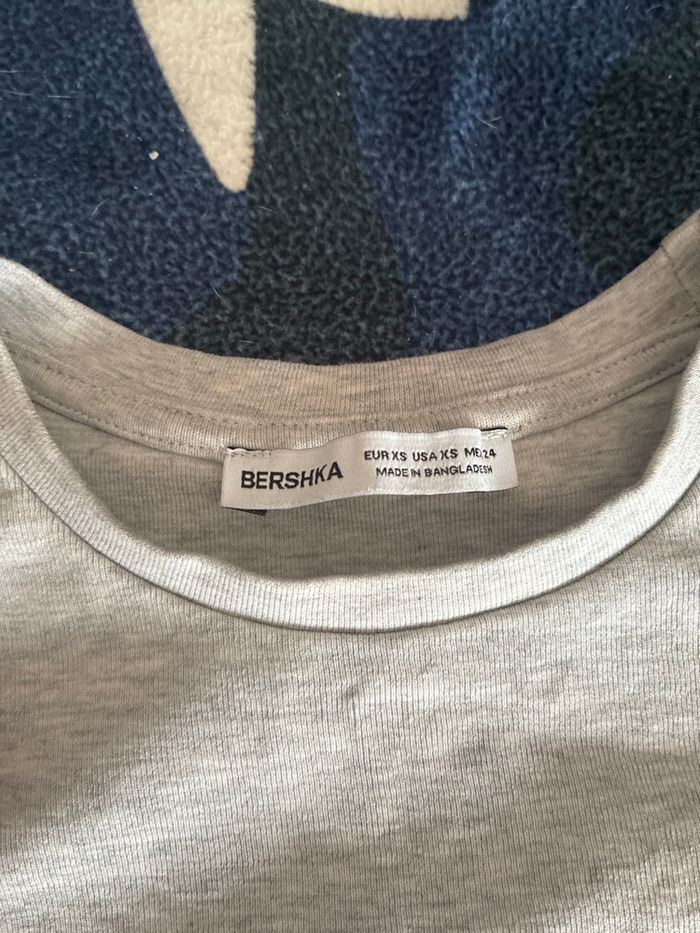 BERSHKA
EUR XS USA XS MEX 24
MADE IN BANGLADESH